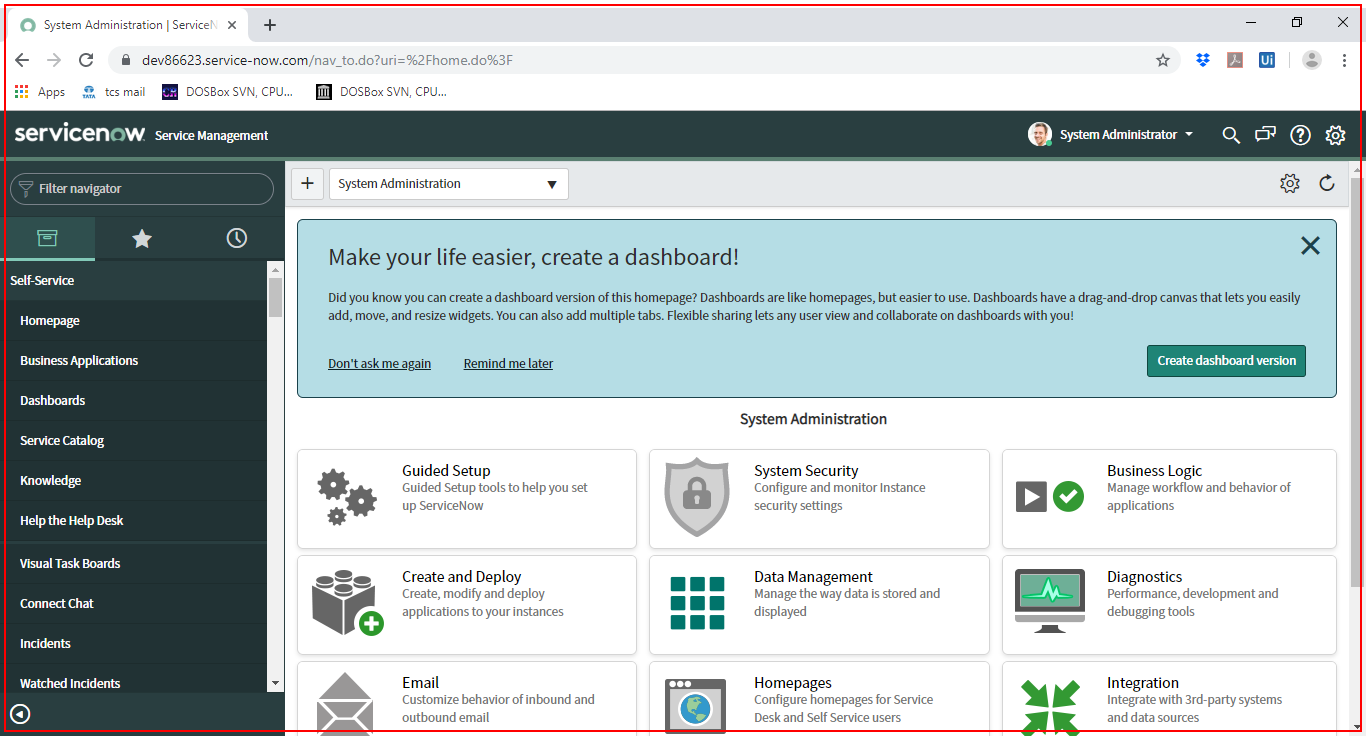 System Administration | ServiceN
dev86623.service-now.com/nav_to.do?uri=%2Fhome.do%3F
Ui
Apps
TATA
tcs mail
DOSBox SVN, CPU...
DOSBox SVN, CPU...
servicenow Service Management
System Administrator
Filter navigator
System Administration
Self-Service
Homepage
Business Applications
Dashboards
Service Catalog
Knowledge
Help the Help Desk
Visual Task Boards
Connect Chat
Incidents
Watched Incidents
Make your life easier, create a dashboard!
Did you know you can create a dashboard version of this homepage? Dashboards are like homepages, but easier to use. Dashboards have a drag-and-drop canvas that lets you easily
add, move, and resize widgets. You can also add multiple tabs. Flexible sharing lets any user view and collaborate on dashboards with you!
Don't ask me again
Remind me later
Create dashboard version
System Administration
Guided Setup
Guided Setup tools to help you set
up ServiceNow
System Security
Configure and monitor Instance
security settings
Business Logic
Manage workflow and behavior of
applications
Create and Deploy
Create, modify and deploy
applications to your instances
Data Management
Manage the way data is stored and
displayed
Diagnostics
Performance, development and
debugging tools
Email
Customize behavior of inbound and
outbound email
Homepages
Configure homepages for Service
Desk and Self Service users
Integration
Integrate with 3rd-party systems
and data sources